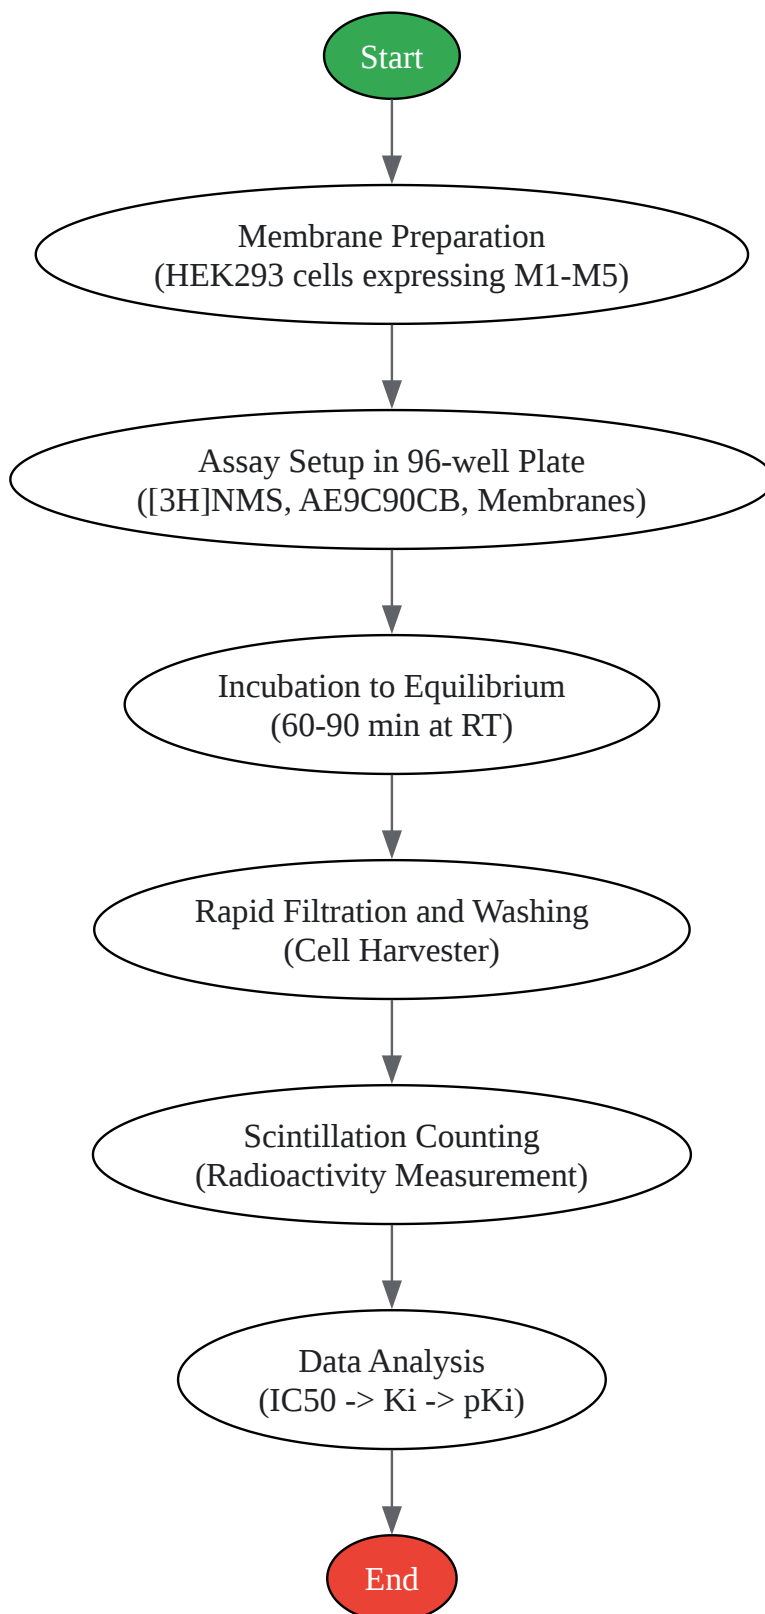 Start
Membrane Preparation
(HEK293 cells expressing M1-M5)
Assay Setup in 96-well Plate
([3H]NMS, AE9C90CB, Membranes)
Incubation to Equilibrium
(60-90 min at RT)
Rapid Filtration and Washing
(Cell Harvester)
Scintillation Counting
(Radioactivity Measurement)
Data Analysis
(IC50 -> Ki -> pKi)
End